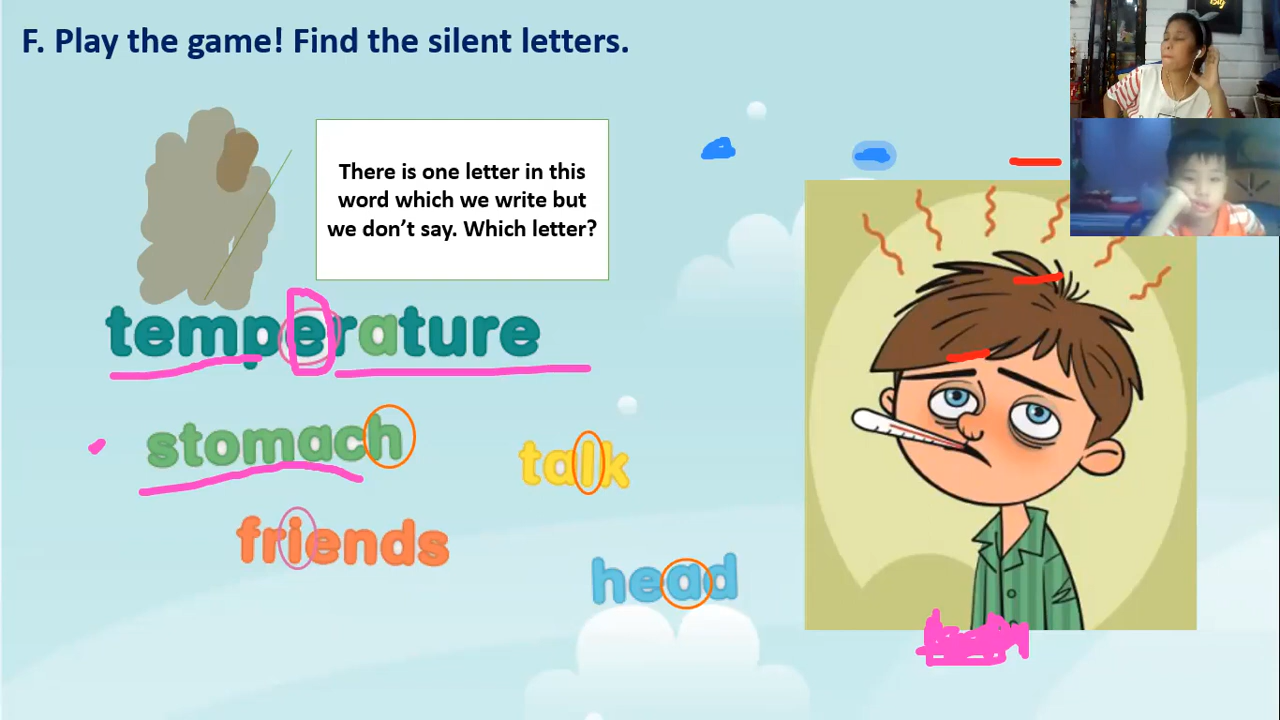 F. Play the game! Find the silent letters.
There is one letter in this
word which we write but
we don't say. Which letter?
temperature
stomach
talk
friends
head